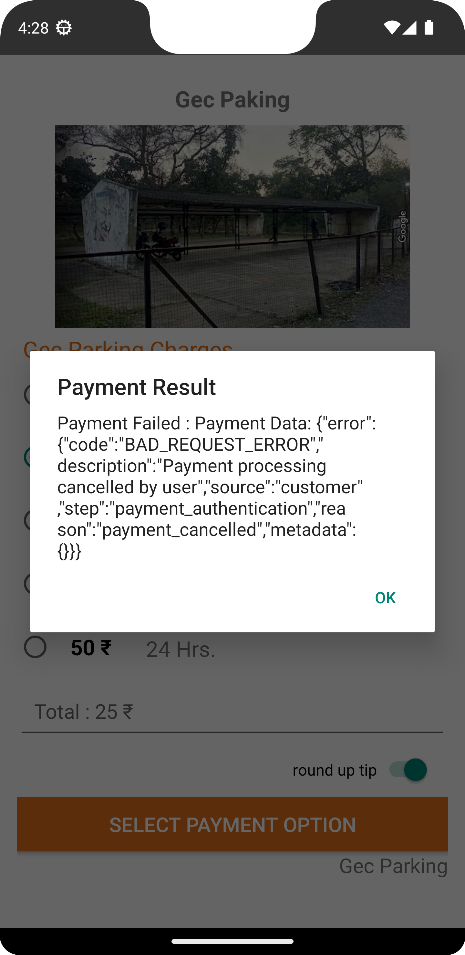 4:28
Gec Paking
Google
Gec Parking Charges
Payment Result
Payment Failed : Payment Data: {"error":
{"code":"BAD_REQUEST_ERROR","
description":"Payment processing
cancelled by user","source":"customer"
,"step":"payment_authentication","rea
son":"payment_cancelled","metadata":
{}}}
OK
50 ₹ 24 Hrs.
Total : 25 ₹
round up tip
SELECT PAYMENT OPTION
Gec Parking